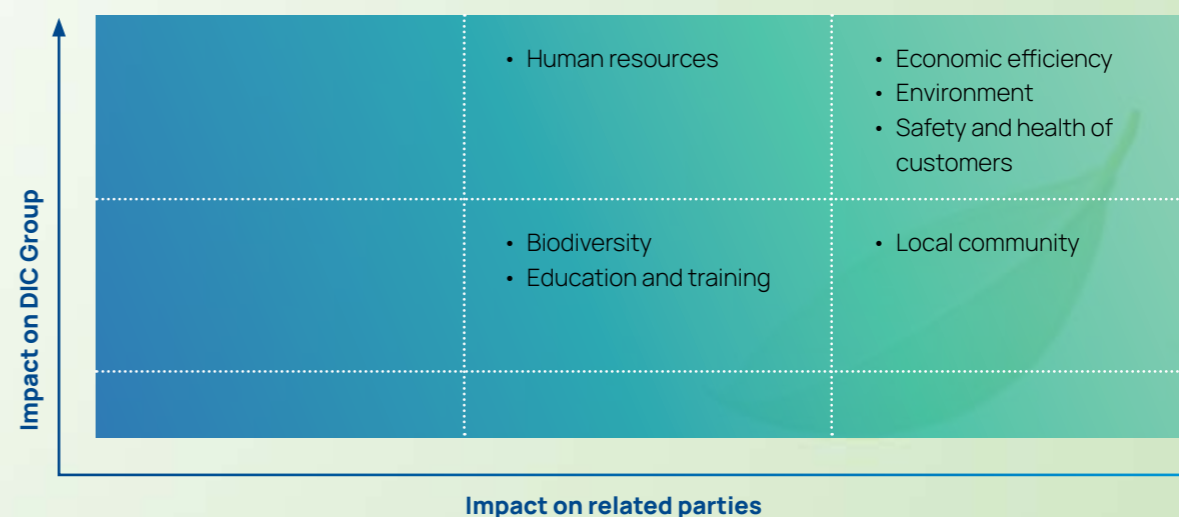 Impact on DIC Group
• Human resources
• Economic efficiency
• Environment
• Safety and health of
customers
• Biodiversity
• Education and training
• Local community
Impact on related parties